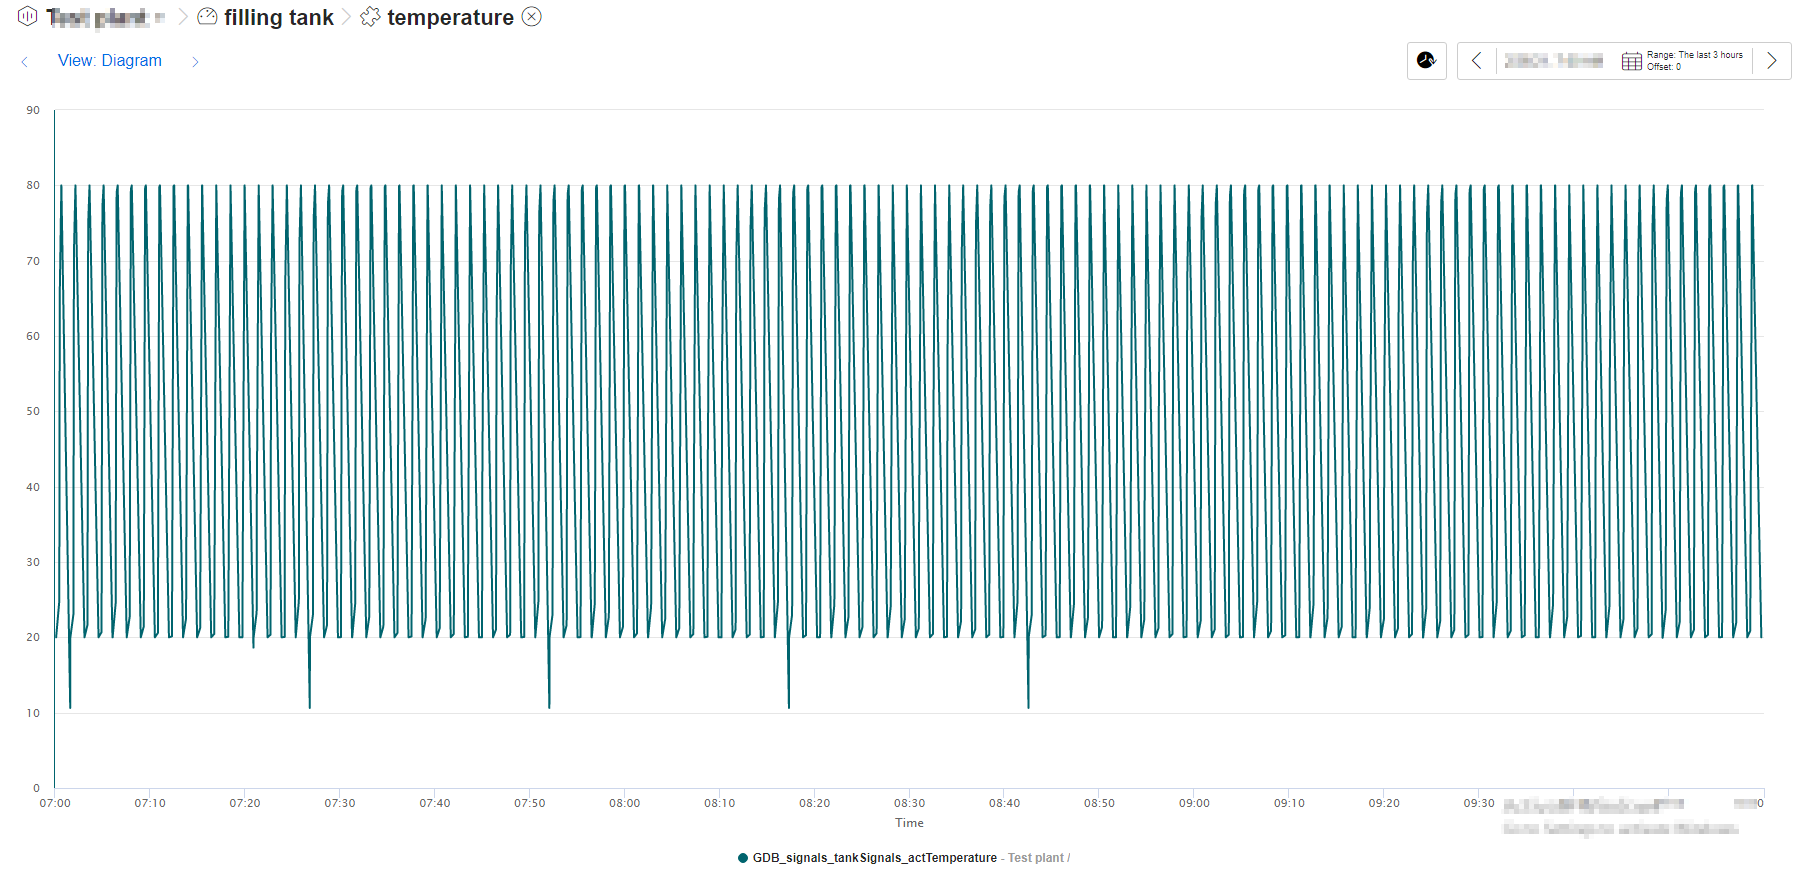 Test plant filling tank temperature
View: Diagram
Range: The last 3 hours
Offset: 0
90
80
70
60
50
40
30
20
10
0
07:00 07:10 07:20 07:30 07:40 07:50 08:00 08:10 08:20 08:30 08:40 08:50 09:00 09:10 09:20 09:30
Time
GDB_signals_tankSignals_actTemperature - Test plant /